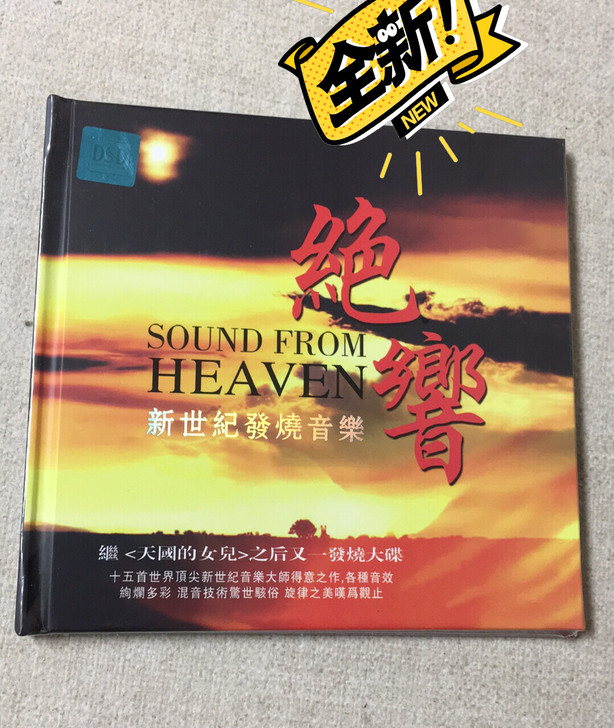 全新!
NEW
DSD
絶響
SOUND FROM
HEAVEN
新世紀發燒音樂
繼 <天國的女兒>之后又一發燒大碟
十五首世界頂尖新世紀音樂大師得意之作,各種音效
絢爛多彩 混音技術驚世駭俗 旋律之美嘆爲觀止